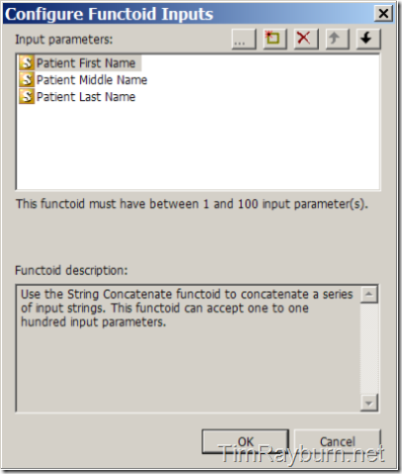 Configure Functoid Inputs
Input parameters:
...
Patient First Name
Patient Middle Name
Patient Last Name
This functoid must have between 1 and 100 input parameter(s).
Functoid description:
Use the String Concatenate functoid to concatenate a series
of input strings. This functoid can accept one to one
hundred input parameters.
OK Cancel
TimRayburn.net